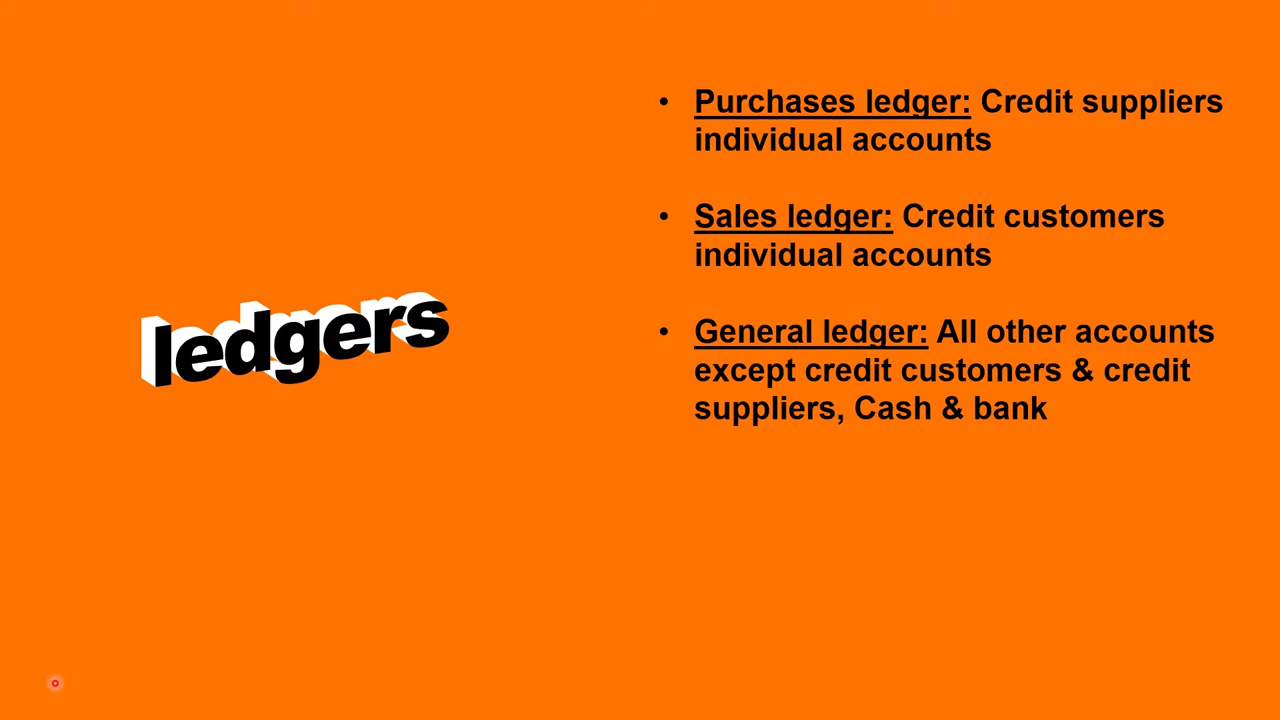 ledgers
• Purchases ledger: Credit suppliers
individual accounts
• Sales ledger: Credit customers
individual accounts
• General ledger: All other accounts
except credit customers & credit
suppliers, Cash & bank